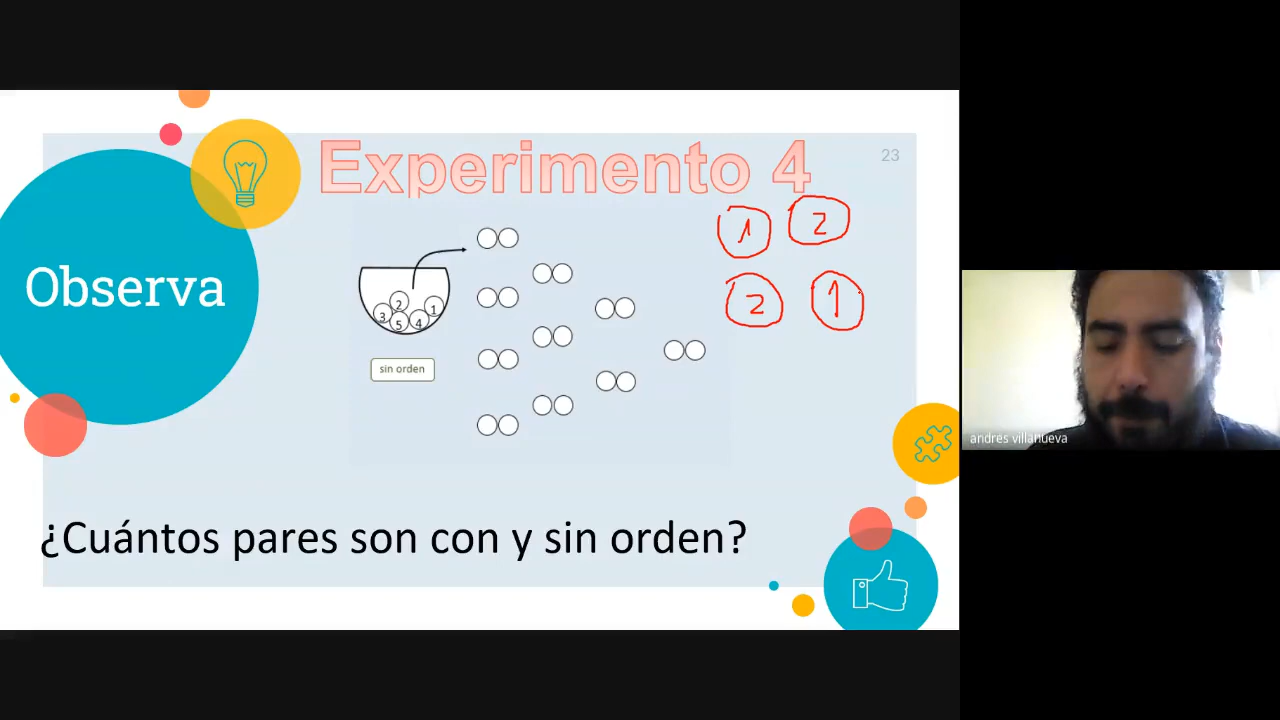 Experimento 4
23
Observa
1 2
2 1
2
3 1
5 4
sin orden
¿Cuántos pares son con y sin orden?
andres villanueva